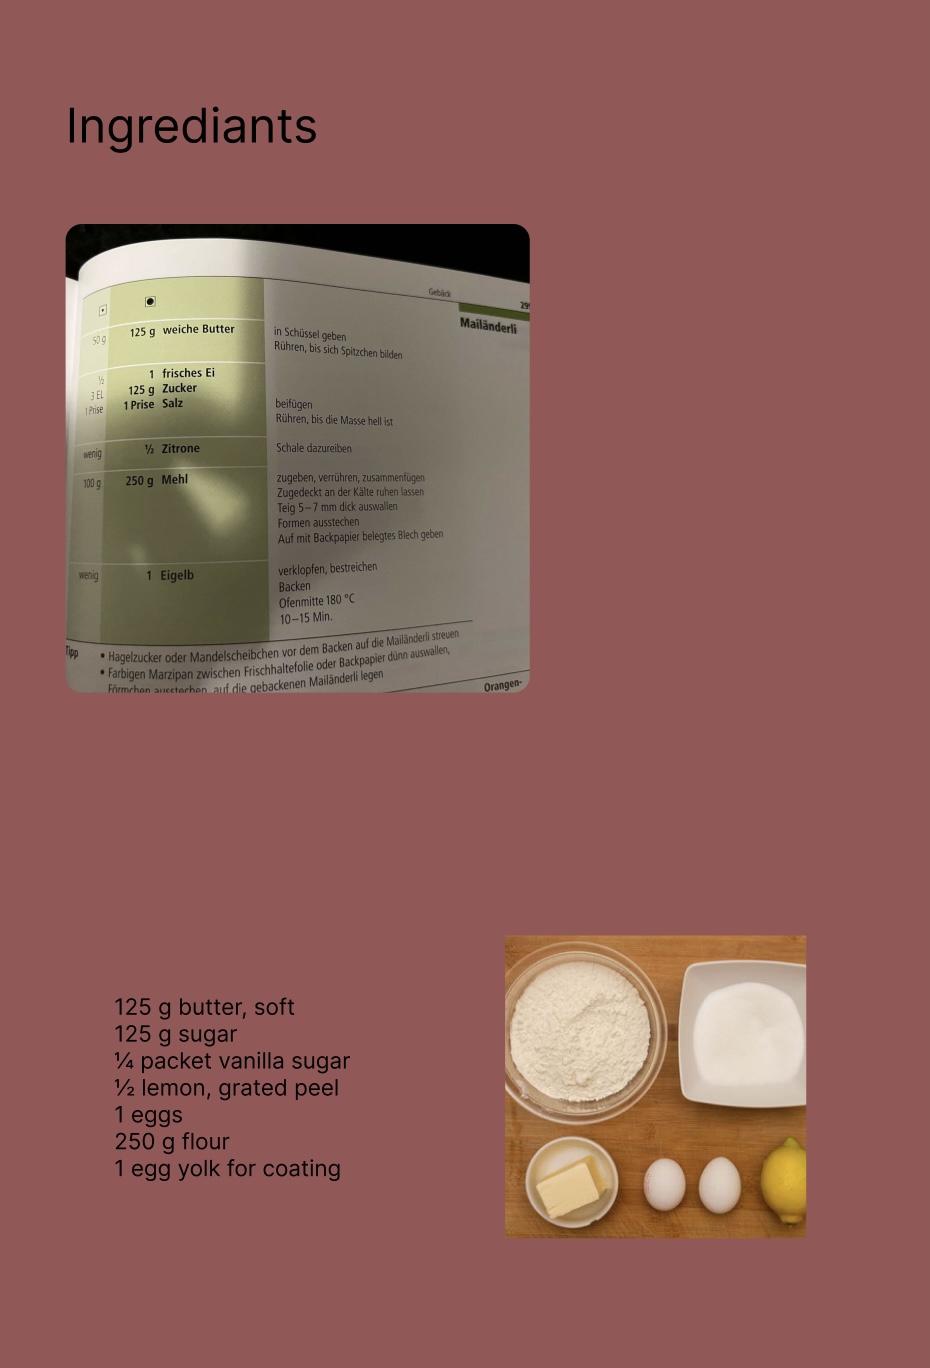 Ingrediants
Gebäck
299
Mailänderli
50 g 125 g weiche Butter in Schüssel geben
Rühren, bis sich Spitzchen bilden
½ 1 frisches Ei
3 EL 125 g Zucker
1 Prise 1 Prise Salz beifügen
Rühren, bis die Masse hell ist
wenig ½ Zitrone Schale dazureiben
100 g 250 g Mehl zugeben, verrühren, zusammenfügen
Zugedeckt an der Kälte ruhen lassen
Teig 5–7 mm dick auswallen
Formen ausstechen
Auf mit Backpapier belegtes Blech geben
wenig 1 Eigelb verklopfen, bestreichen
Backen
Ofenmitte 180 °C
10–15 Min.
Tipp • Hagelzucker oder Mandelscheibchen vor dem Backen auf die Mailänderli streuen
• Farbigen Marzipan zwischen Frischhaltefolie oder Backpapier dünn auswallen,
Förmchen ausstechen, auf die gebackenen Mailänderli legen
Orangen-
125 g butter, soft
125 g sugar
¼ packet vanilla sugar
½ lemon, grated peel
1 eggs
250 g flour
1 egg yolk for coating